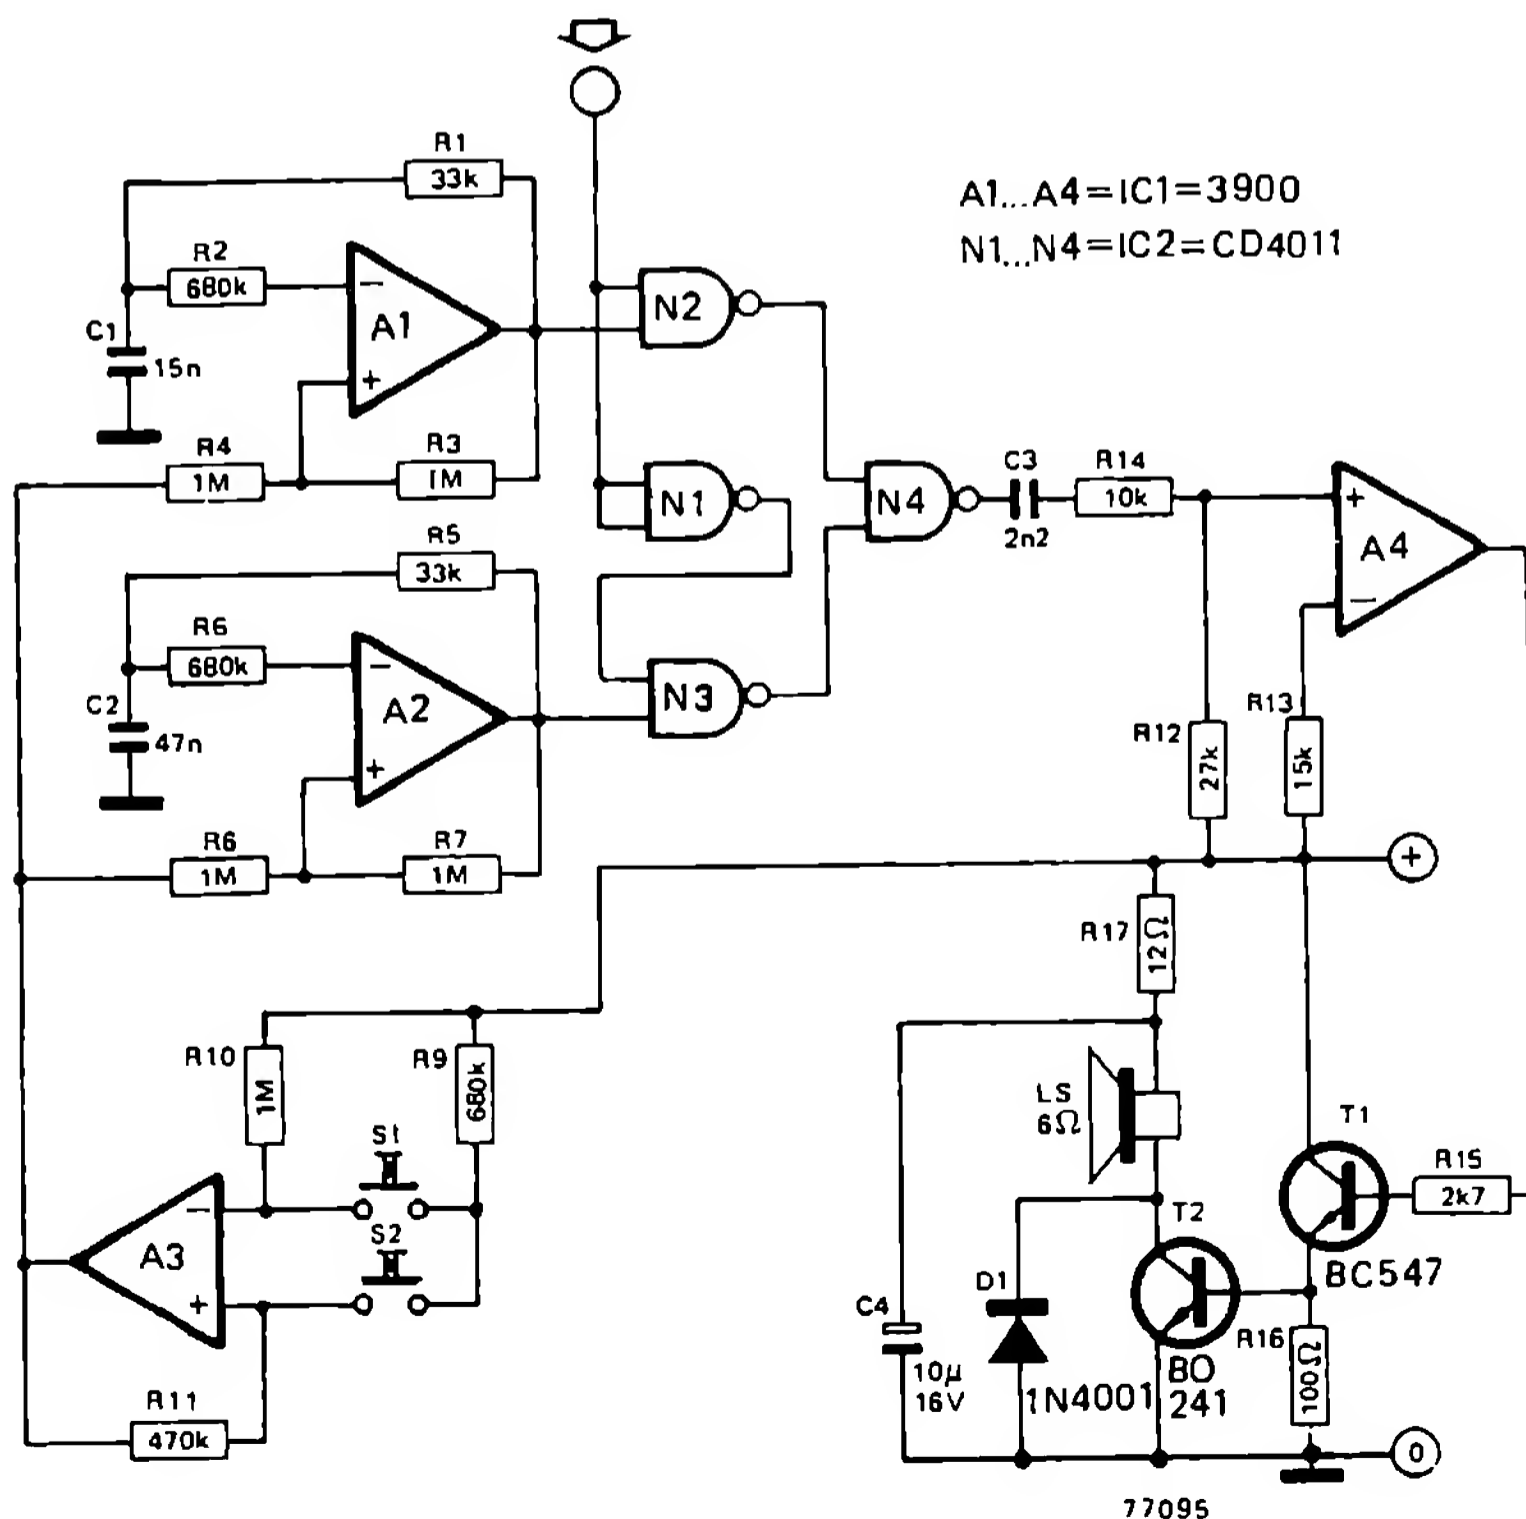 R1
33k
A1...A4=IC1=3900
N1...N4=IC2=CD4011
R2
680k
−
A1
+
C1
15n
N2
R4
1M
R3
1M
N1
N4
C3
2n2
R14
10k
+
A4
−
R5
33k
R6
680k
−
A2
+
C2
47n
N3
R12
27k
R13
15k
R6
1M
R7
1M
+
R17
12Ω
R10
1M
R9
680k
LS
6Ω
T1
S1
S2
−
A3
+
R15
2k7
T2
BC547
D1
C4
10µ
16V
1N4001
BD
241
R16
100Ω
R11
470k
0
77095